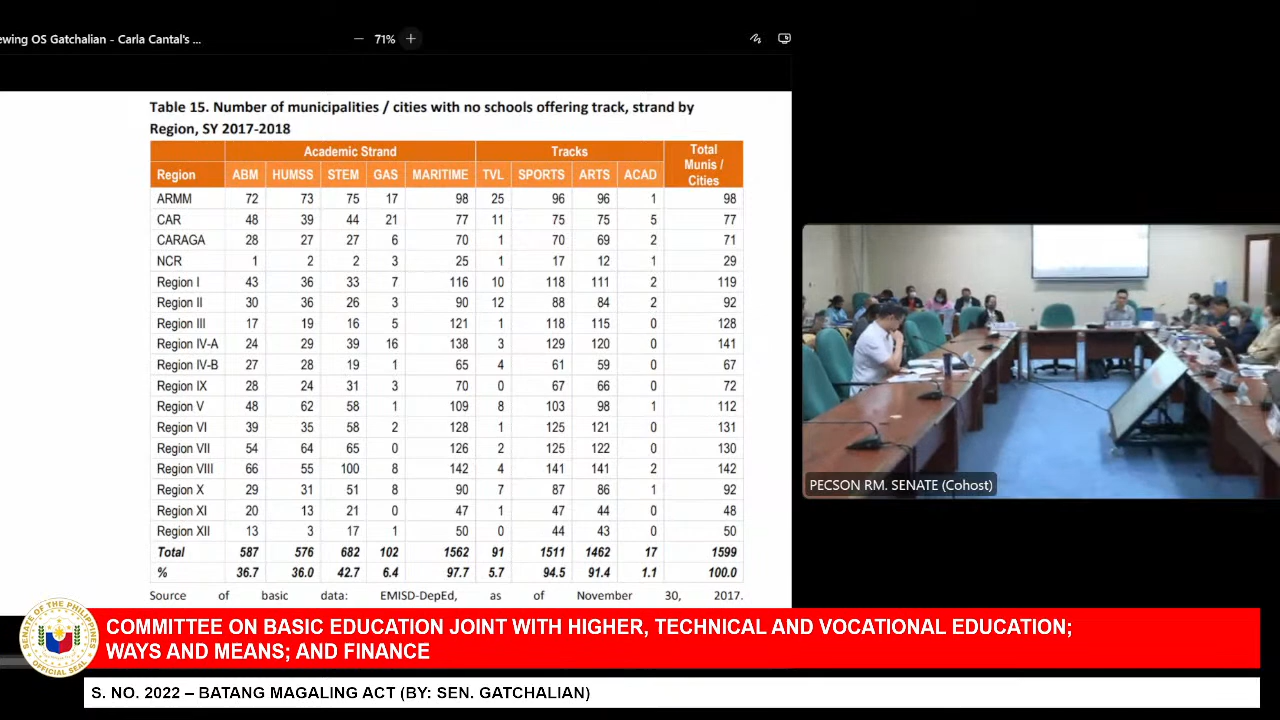 ewing OS Gatchalian - Carla Cantal's ...
71%
Table 15. Number of municipalities / cities with no schools offering track, strand by
Region, SY 2017-2018
Academic Strand Tracks Total Munis / Cities
Region ABM HUMSS STEM GAS MARITIME TVL SPORTS ARTS ACAD
ARMM 72 73 75 17 98 25 96 96 1 98
CAR 48 39 44 21 77 11 75 75 5 77
CARAGA 28 27 27 6 70 1 70 69 2 71
NCR 1 2 2 3 25 1 17 12 1 29
Region I 43 36 33 7 116 10 118 111 2 119
Region II 30 36 26 3 90 12 88 84 2 92
Region III 17 19 16 5 121 1 118 115 0 128
Region IV-A 24 29 39 16 138 3 129 120 0 141
Region IV-B 27 28 19 1 65 4 61 59 0 67
Region IX 28 24 31 3 70 0 67 66 0 72
Region V 48 62 58 1 109 8 103 98 1 112
Region VI 39 35 58 2 128 1 125 121 0 131
Region VII 54 64 65 0 126 2 125 122 0 130
Region VIII 66 55 100 8 142 4 141 141 2 142
Region X 29 31 51 8 90 7 87 86 1 92
Region XI 20 13 21 0 47 1 47 44 0 48
Region XII 13 3 17 1 50 0 44 43 0 50
Total 587 576 682 102 1562 91 1511 1462 17 1599
% 36.7 36.0 42.7 6.4 97.7 5.7 94.5 91.4 1.1 100.0
Source of basic data: EMISD-DepEd, as of November 30, 2017.
PECSON RM. SENATE (Cohost)
SENATE OF THE PHILIPPINES
OFFICIAL SEAL
COMMITTEE ON BASIC EDUCATION JOINT WITH HIGHER, TECHNICAL AND VOCATIONAL EDUCATION;
WAYS AND MEANS; AND FINANCE
S. NO. 2022 – BATANG MAGALING ACT (BY: SEN. GATCHALIAN)